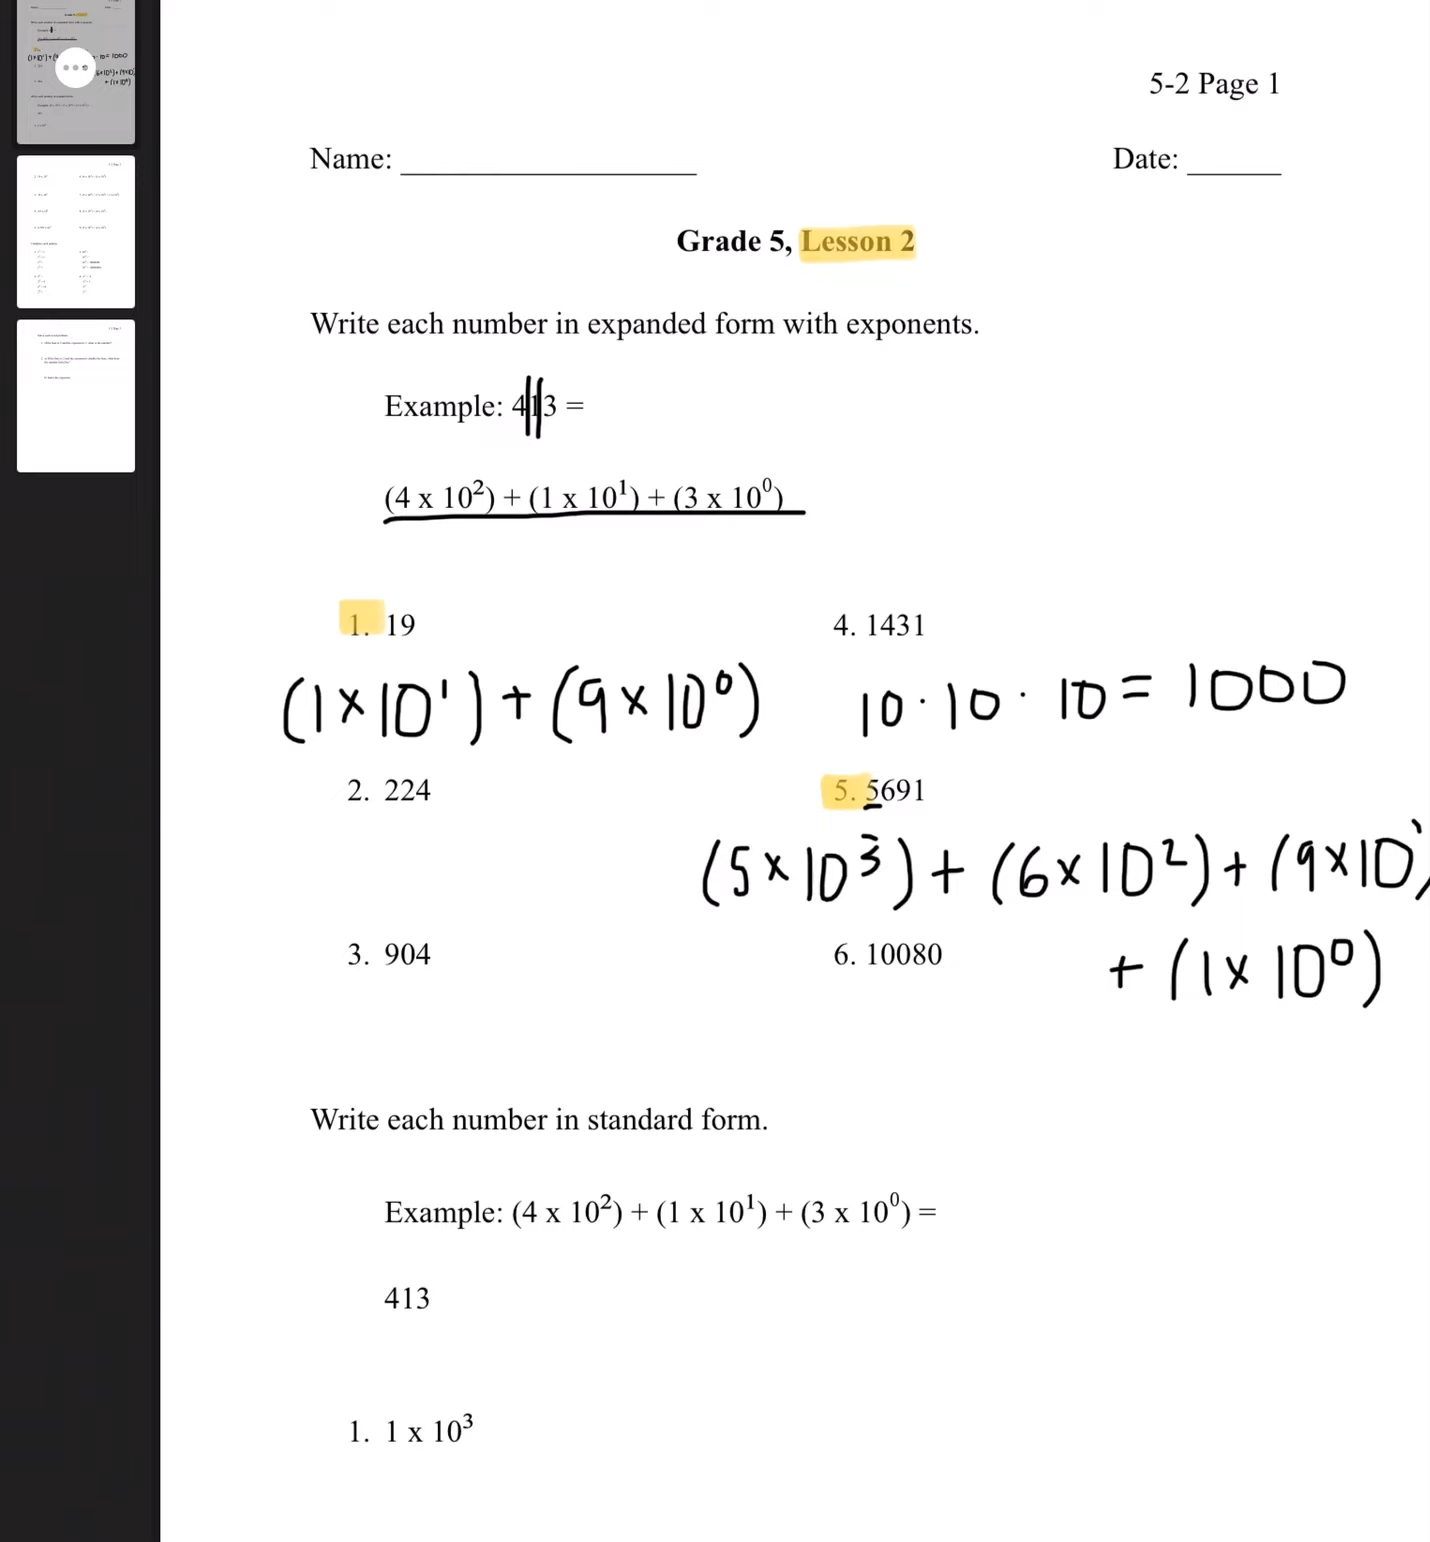 5-2 Page 1
Name: ___________________ Date: ______
Grade 5, Lesson 2
Write each number in expanded form with exponents.
Example: 413 =
(4 x 10²) + (1 x 10¹) + (3 x 10⁰)
1. 19
4. 1431
(1×10¹)+(9×10⁰)
10·10·10=1000
2. 224
5. 5691
(5×10³)+(6×10²)+(9×10¹)
+(1×10⁰)
3. 904
6. 10080
Write each number in standard form.
Example: (4 x 10²) + (1 x 10¹) + (3 x 10⁰) =
413
1. 1 x 10³